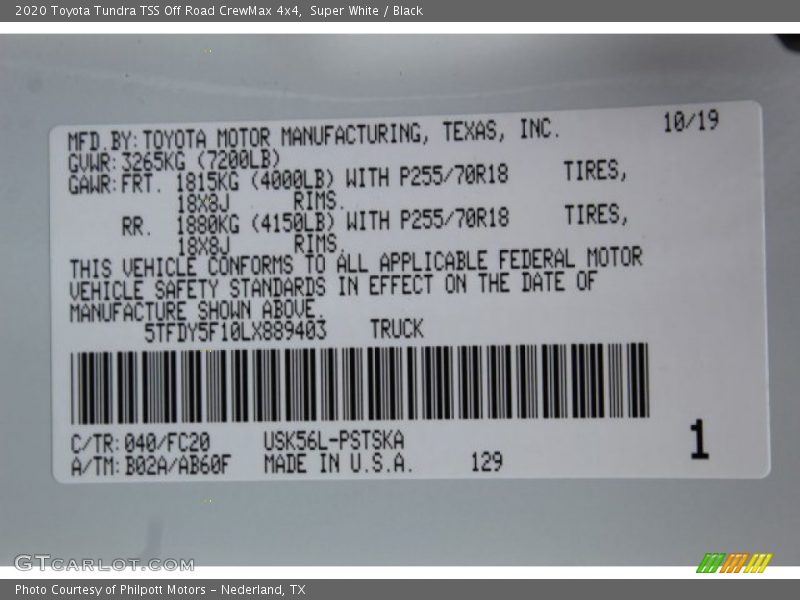 2020 Toyota Tundra TSS Off Road CrewMax 4x4,  Super White / Black
MFD.BY: TOYOTA MOTOR MANUFACTURING, TEXAS, INC. 10/19
GVWR: 3265KG (7200LB)
GAWR: FRT. 1815KG (4000LB) WITH P255/70R18 TIRES,
18X8J RIMS.
RR. 1880KG (4150LB) WITH P255/70R18 TIRES,
18X8J RIMS.
THIS VEHICLE CONFORMS TO ALL APPLICABLE FEDERAL MOTOR
VEHICLE SAFETY STANDARDS IN EFFECT ON THE DATE OF
MANUFACTURE SHOWN ABOVE.
5TFDY5F10LX889403 TRUCK
C/TR: 040/FC20 USK56L-PSTSKA
A/TM: B02A/AB60F MADE IN U.S.A. 129 1
GTCARLOT.COM
Photo Courtesy of Philpott Motors - Nederland, TX